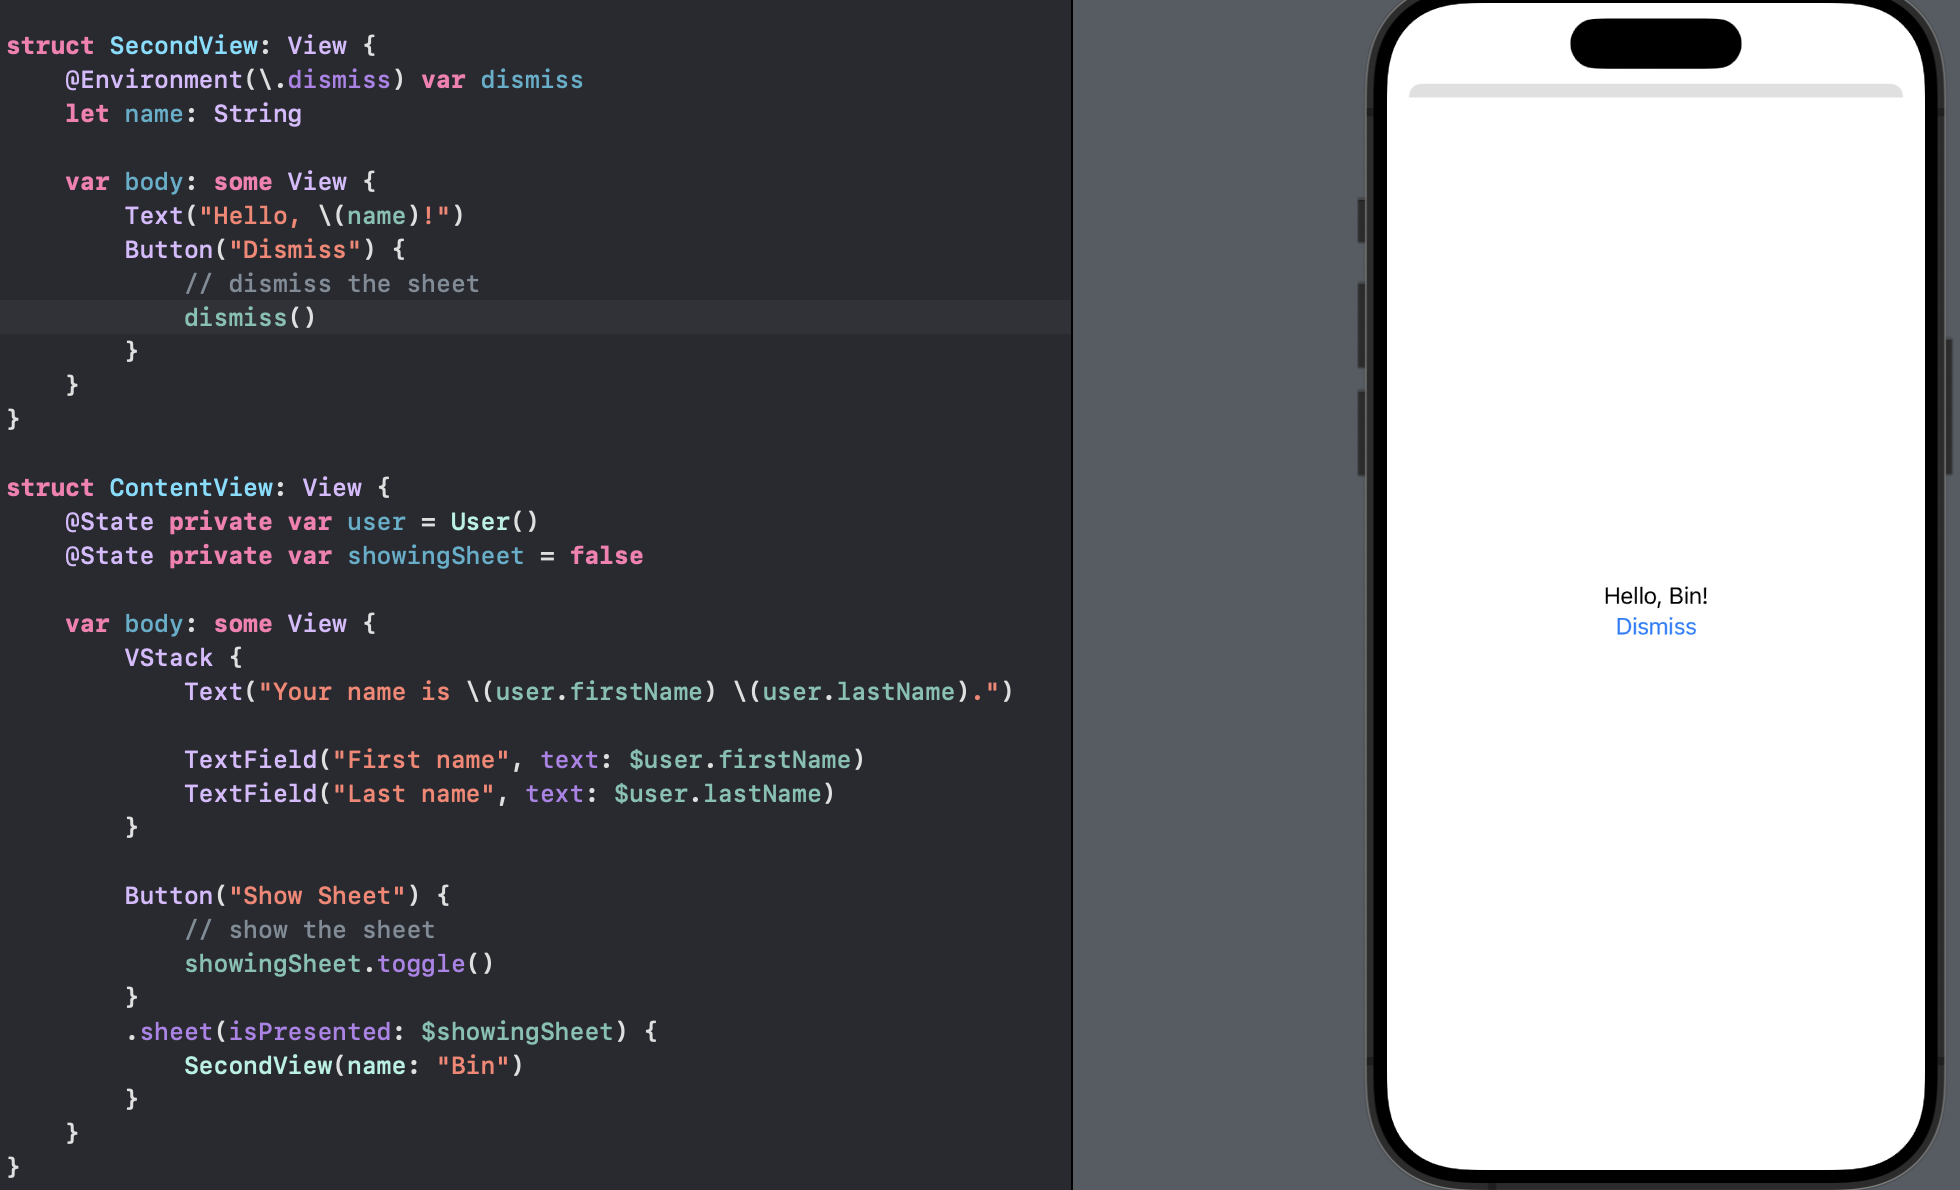 struct SecondView: View {
@Environment(\.dismiss) var dismiss
let name: String
var body: some View {
Text("Hello, \(name)!")
Button("Dismiss") {
// dismiss the sheet
dismiss()
}
}
}
struct ContentView: View {
@State private var user = User()
@State private var showingSheet = false
var body: some View {
VStack {
Text("Your name is \(user.firstName) \(user.lastName).")
TextField("First name", text: $user.firstName)
TextField("Last name", text: $user.lastName)
}
Button("Show Sheet") {
// show the sheet
showingSheet.toggle()
}
.sheet(isPresented: $showingSheet) {
SecondView(name: "Bin")
}
}
}
Hello, Bin!
Dismiss